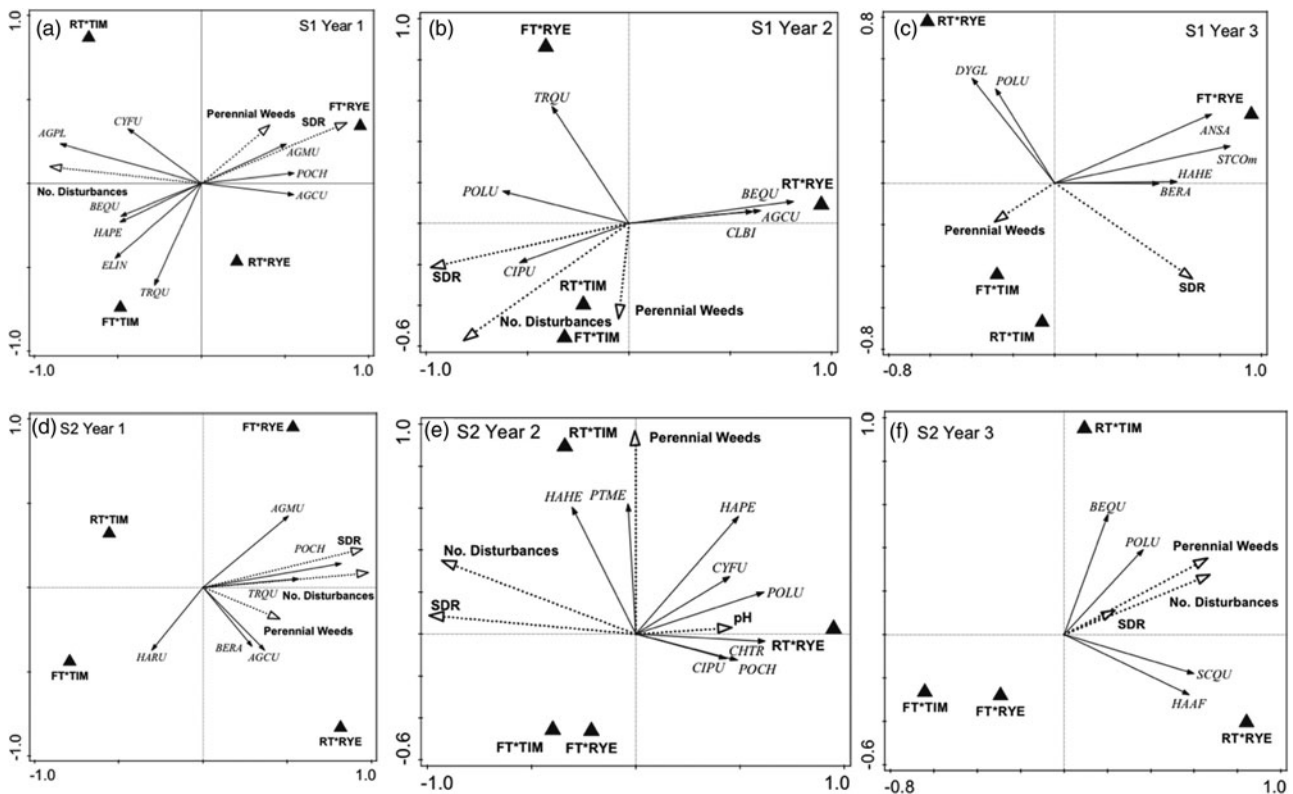 (a)
S1 Year 1
1.0
RT*TIM
Perennial Weeds
FT*RYE
SDR
CYFU
AGPL
AGMU
POCH
No. Disturbances
AGCU
BEQU
HAPE
ELIN
RT*RYE
TRQU
FT*TIM
-1.0
-1.0
1.0
(b)
S1 Year 2
1.0
FT*RYE
TRQU
POLU
BEQU
RT*RYE
AGCU
CLBI
SDR
CIPU
RT*TIM
Perennial Weeds
No. Disturbances
FT*TIM
-0.6
-1.0
1.0
(c)
S1 Year 3
0.8
RT*RYE
DYGL
POLU
FT*RYE
ANSA
STCOm
HAHE
BERA
Perennial Weeds
FT*TIM
SDR
RT*TIM
-0.8
-0.8
1.0
(d)
S2 Year 1
1.0
FT*RYE
AGMU
RT*TIM
POCH
SDR
TRQU
No. Disturbances
Perennial Weeds
HARU
BERA
AGCU
FT*TIM
RT*RYE
-1.0
-1.0
1.0
(e)
S2 Year 2
1.0
RT*TIM
Perennial Weeds
HAHE
PTME
HAPE
No. Disturbances
CYFU
POLU
SDR
pH
CHTR
RT*RYE
CIPU
POCH
FT*TIM
FT*RYE
-0.6
-1.0
1.0
(f)
S2 Year 3
1.0
RT*TIM
BEQU
POLU
Perennial Weeds
No. Disturbances
SDR
SCQU
HAAF
FT*TIM
FT*RYE
RT*RYE
-0.6
-0.8
1.0